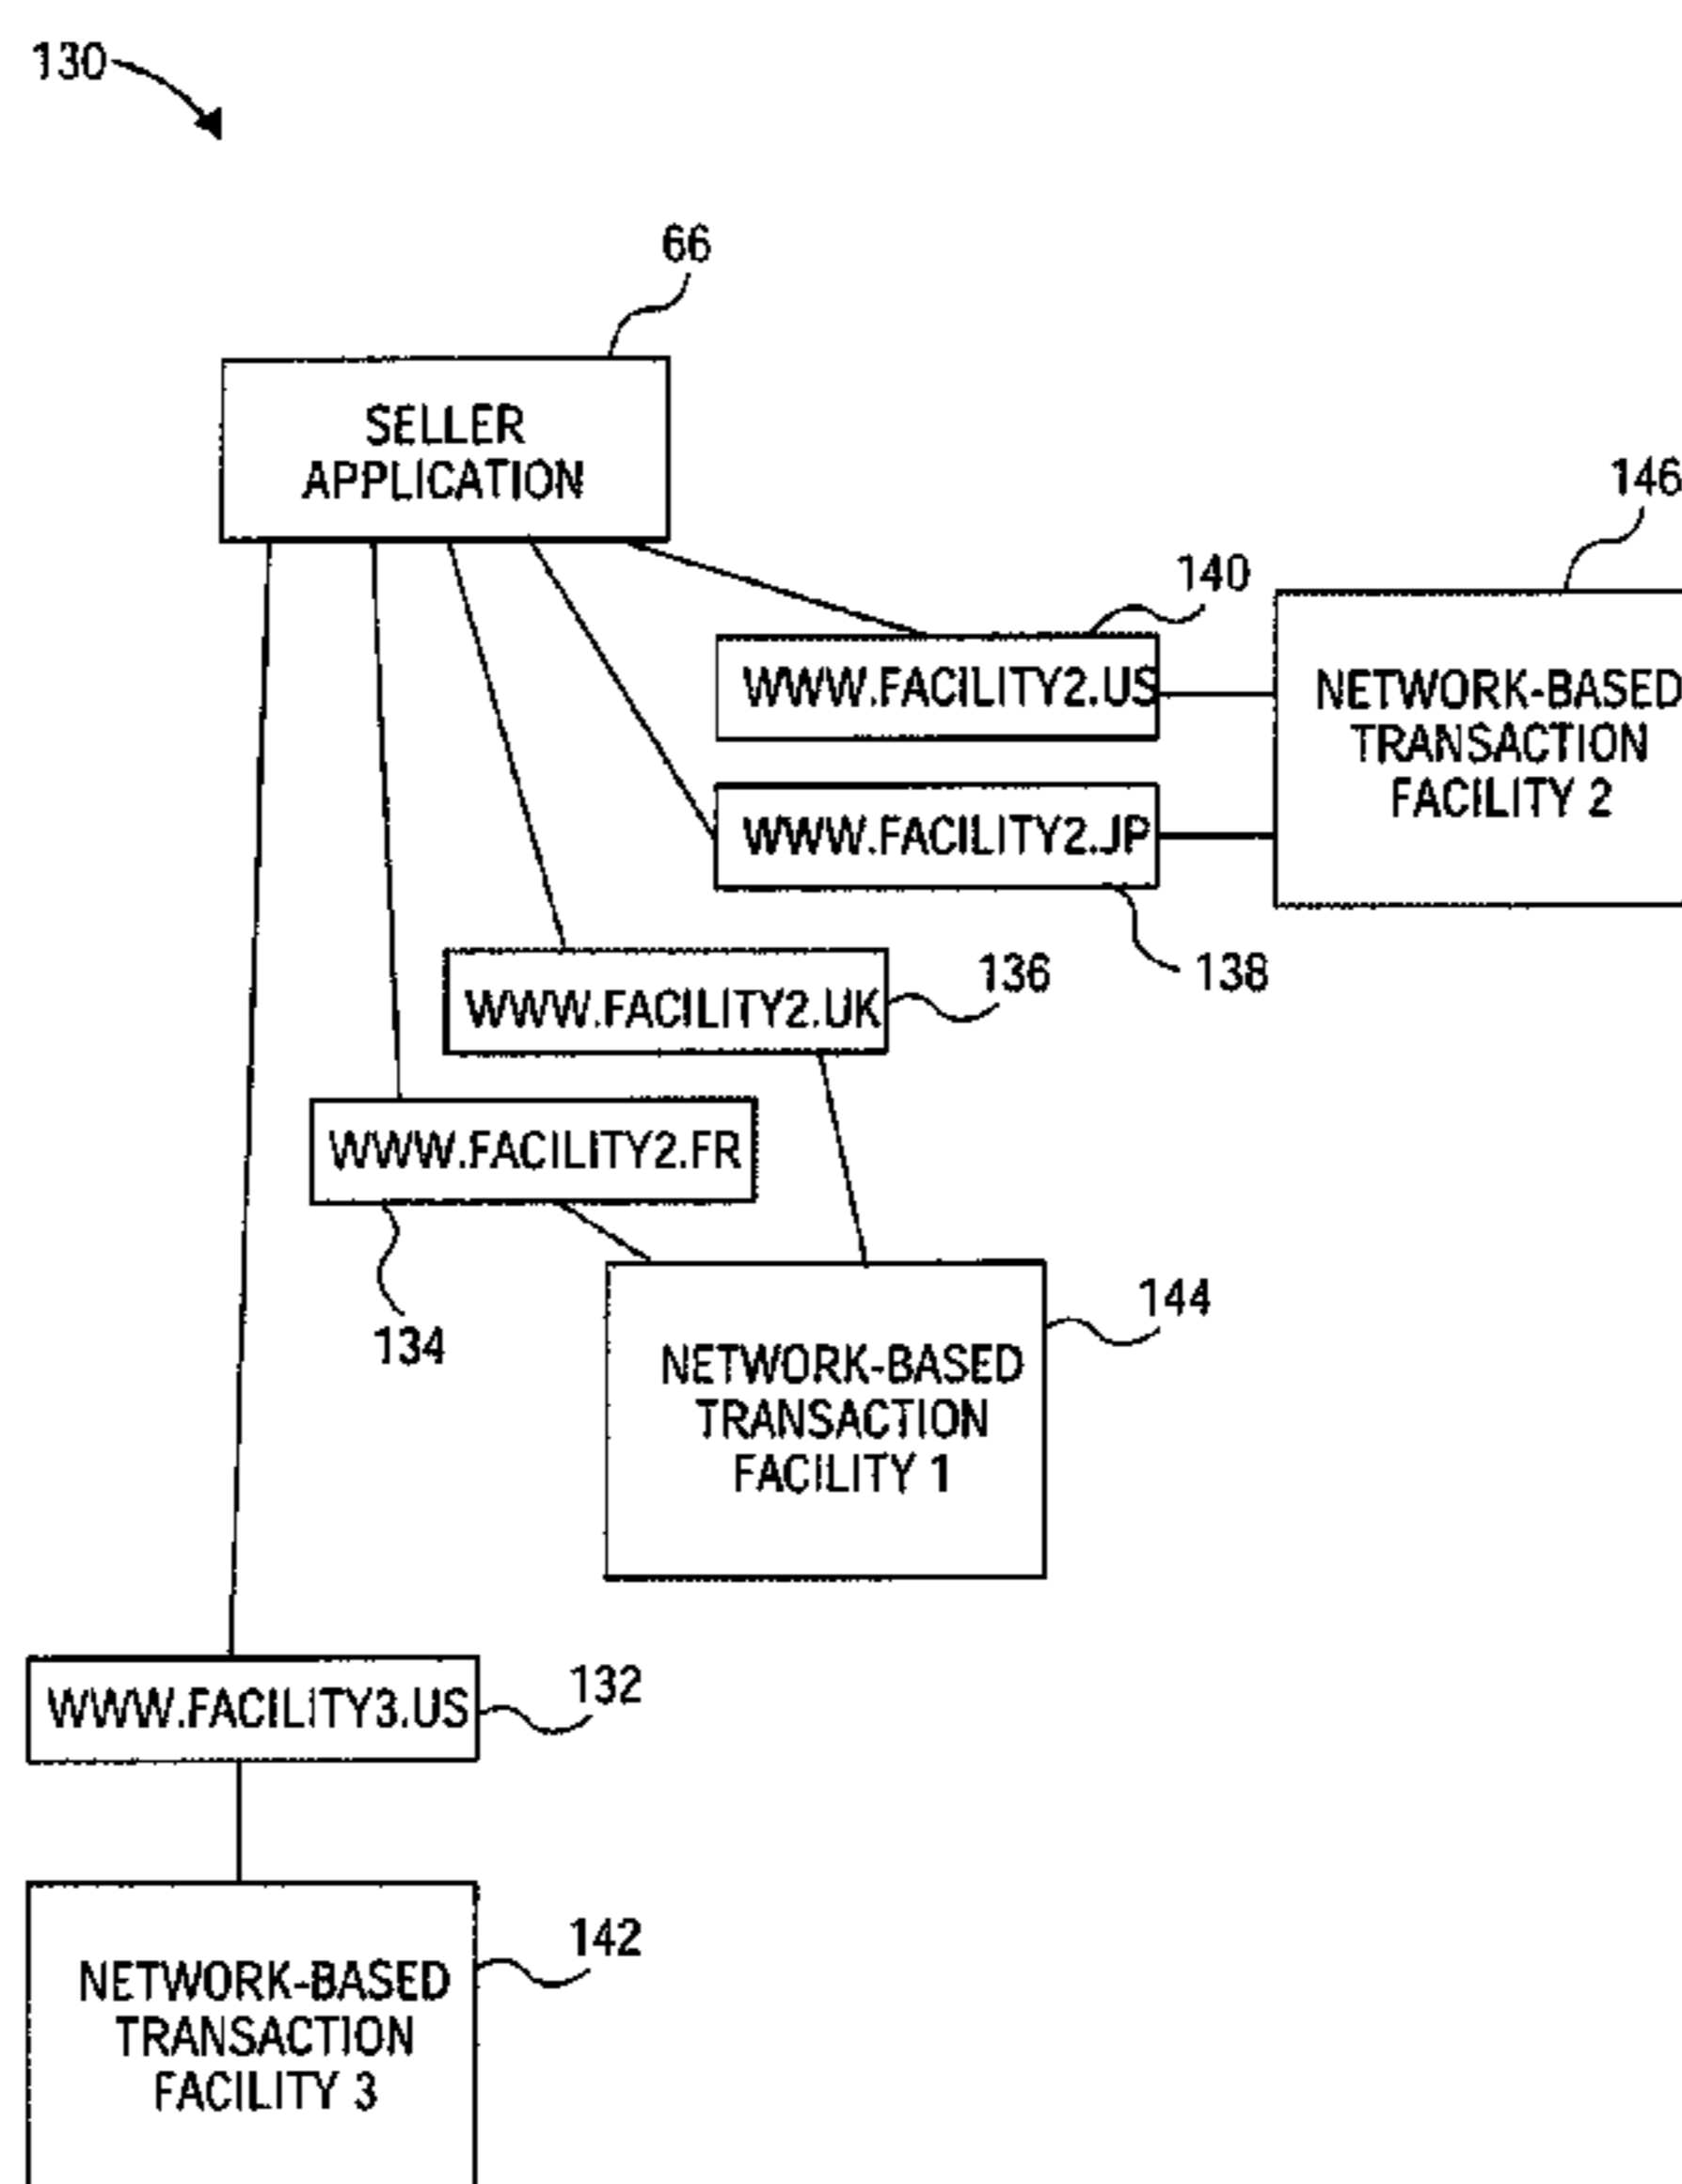 130
66
SELLER
APPLICATION
146
140
WWW.FACILITY2.US
NETWORK-BASED
TRANSACTION
FACILITY 2
WWW.FACILITY2.JP
138
136
WWW.FACILITY2.UK
WWW.FACILITY2.FR
134
144
NETWORK-BASED
TRANSACTION
FACILITY 1
WWW.FACILITY3.US
132
142
NETWORK-BASED
TRANSACTION
FACILITY 3